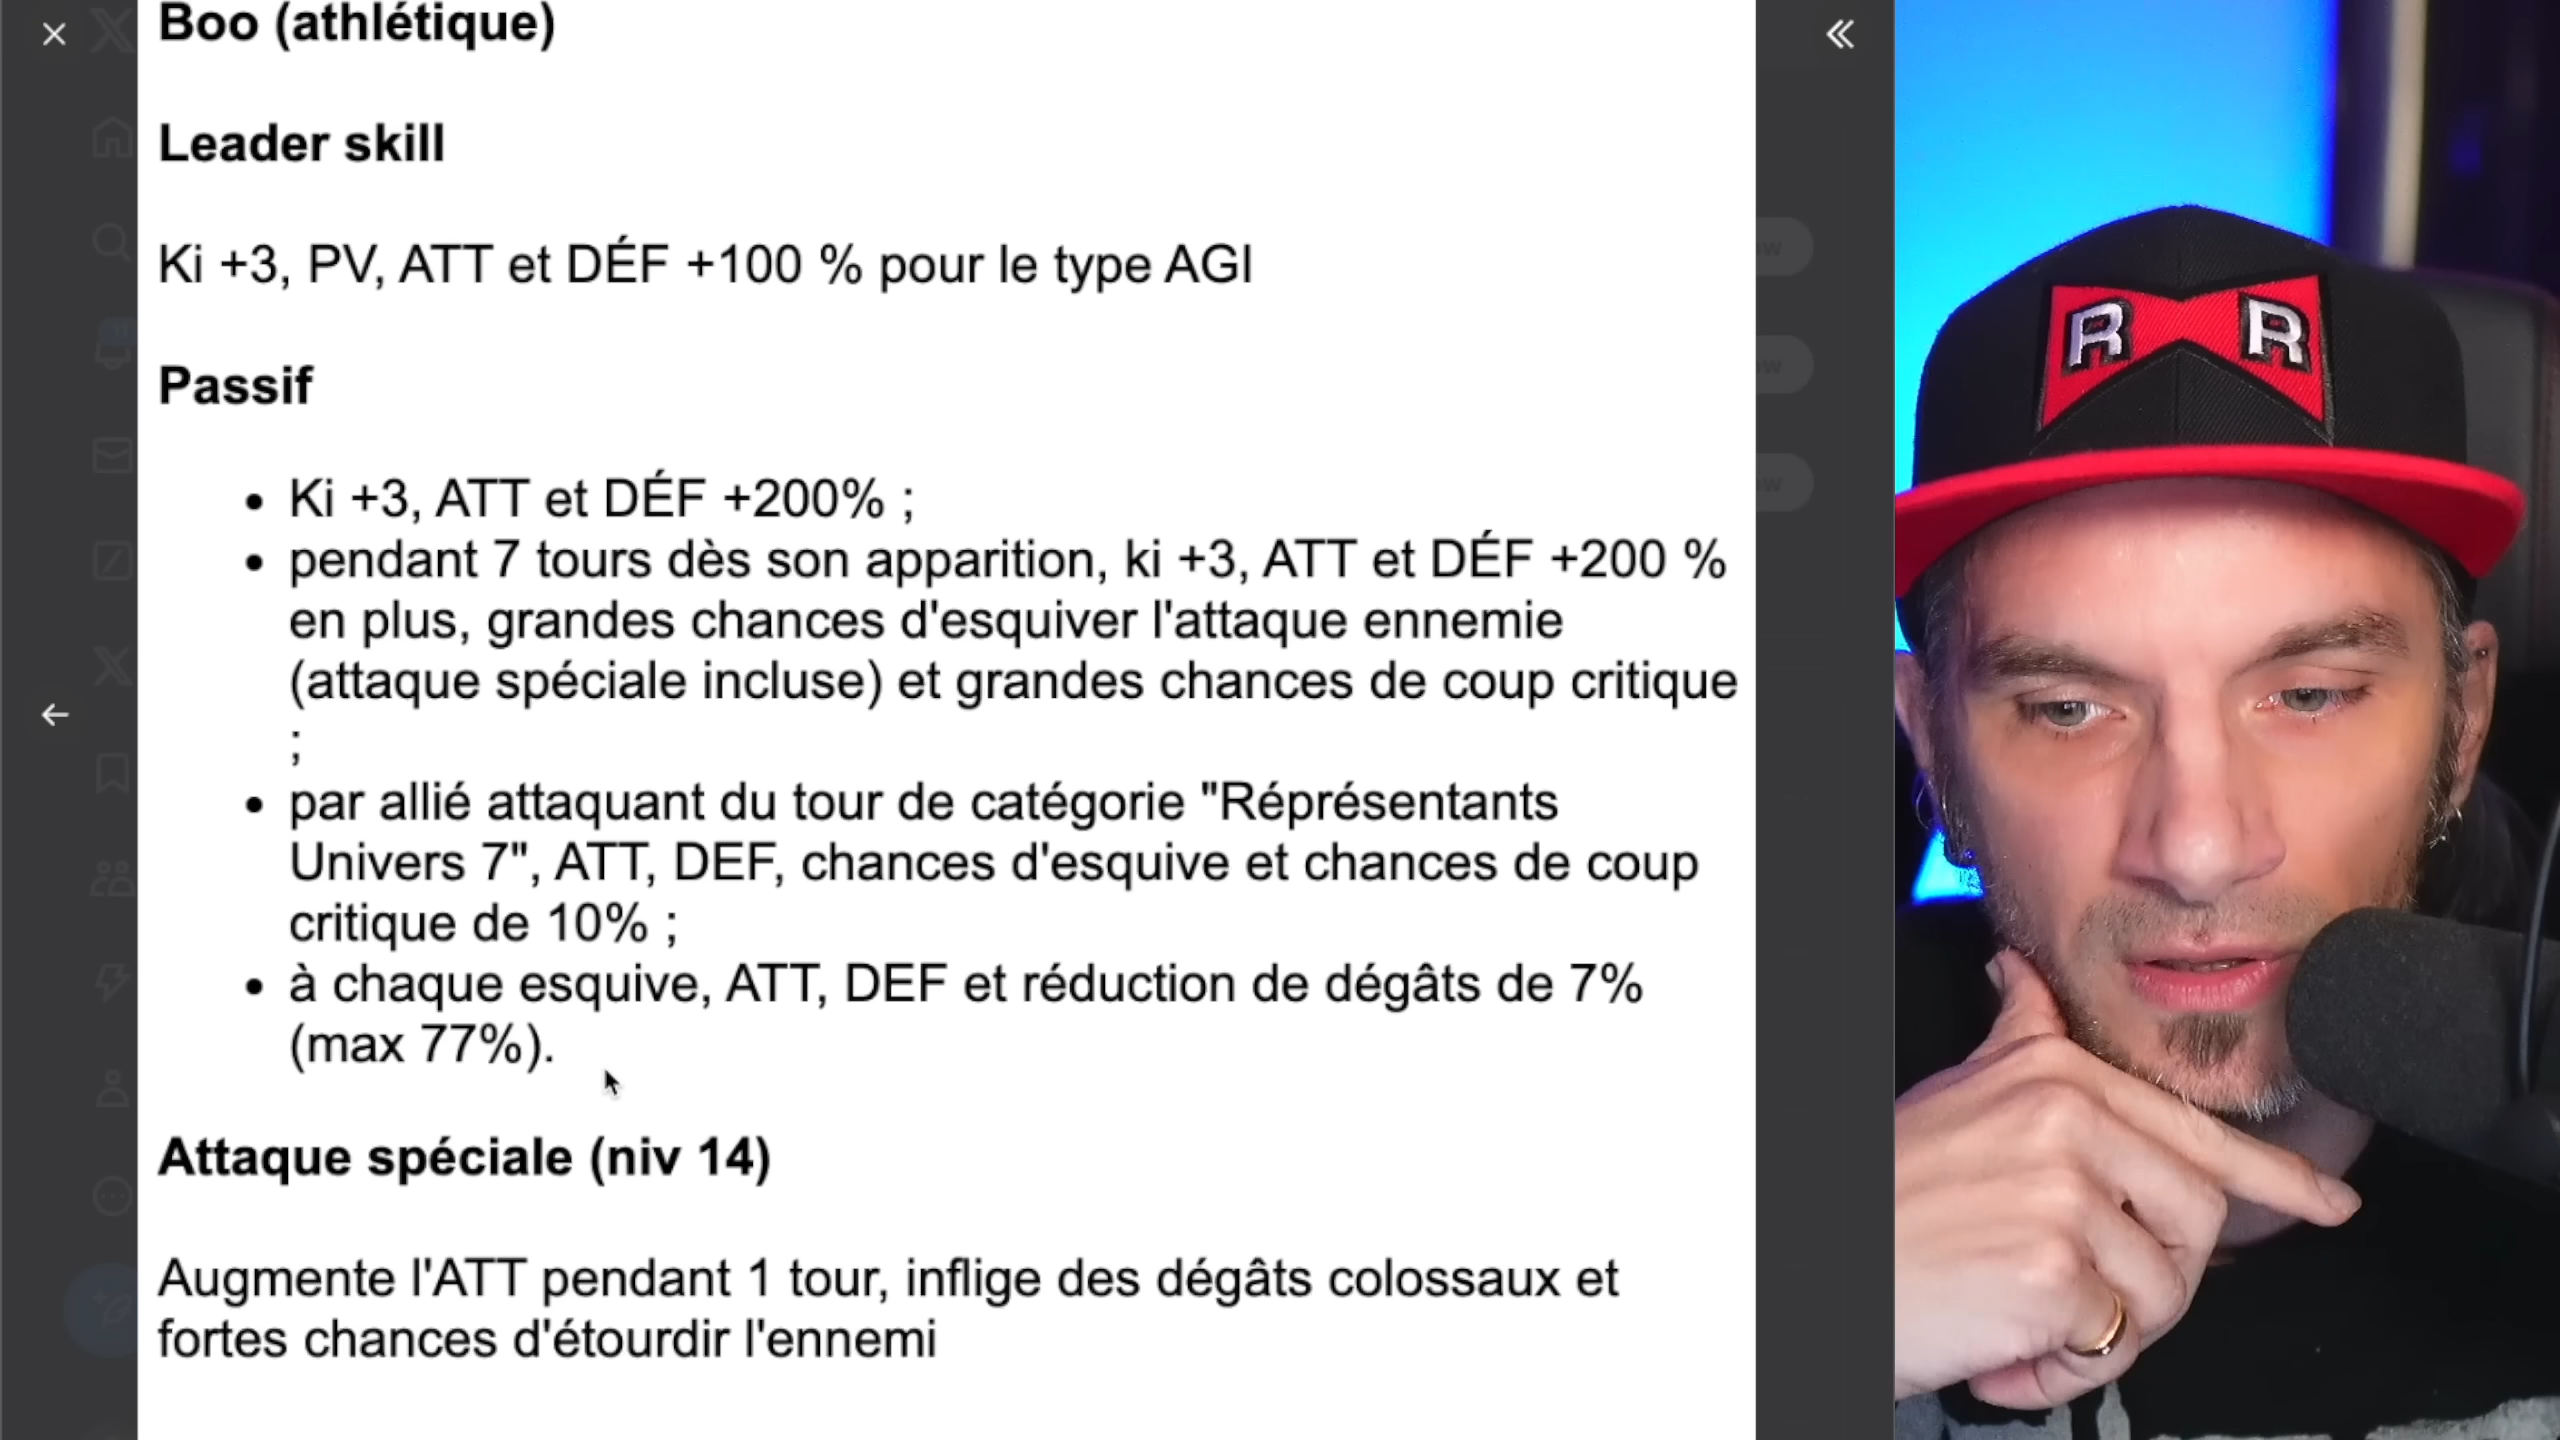 Boo (athlétique)
Leader skill
Ki +3, PV, ATT et DÉF +100 % pour le type AGI
Passif
• Ki +3, ATT et DÉF +200% ;
• pendant 7 tours dès son apparition, ki +3, ATT et DÉF +200 %
en plus, grandes chances d'esquiver l'attaque ennemie
(attaque spéciale incluse) et grandes chances de coup critique
;
• par allié attaquant du tour de catégorie "Réprésentants
Univers 7", ATT, DEF, chances d'esquive et chances de coup
critique de 10% ;
• à chaque esquive, ATT, DEF et réduction de dégâts de 7%
(max 77%).
Attaque spéciale (niv 14)
Augmente l'ATT pendant 1 tour, inflige des dégâts colossaux et
fortes chances d'étourdir l'ennemi
R R